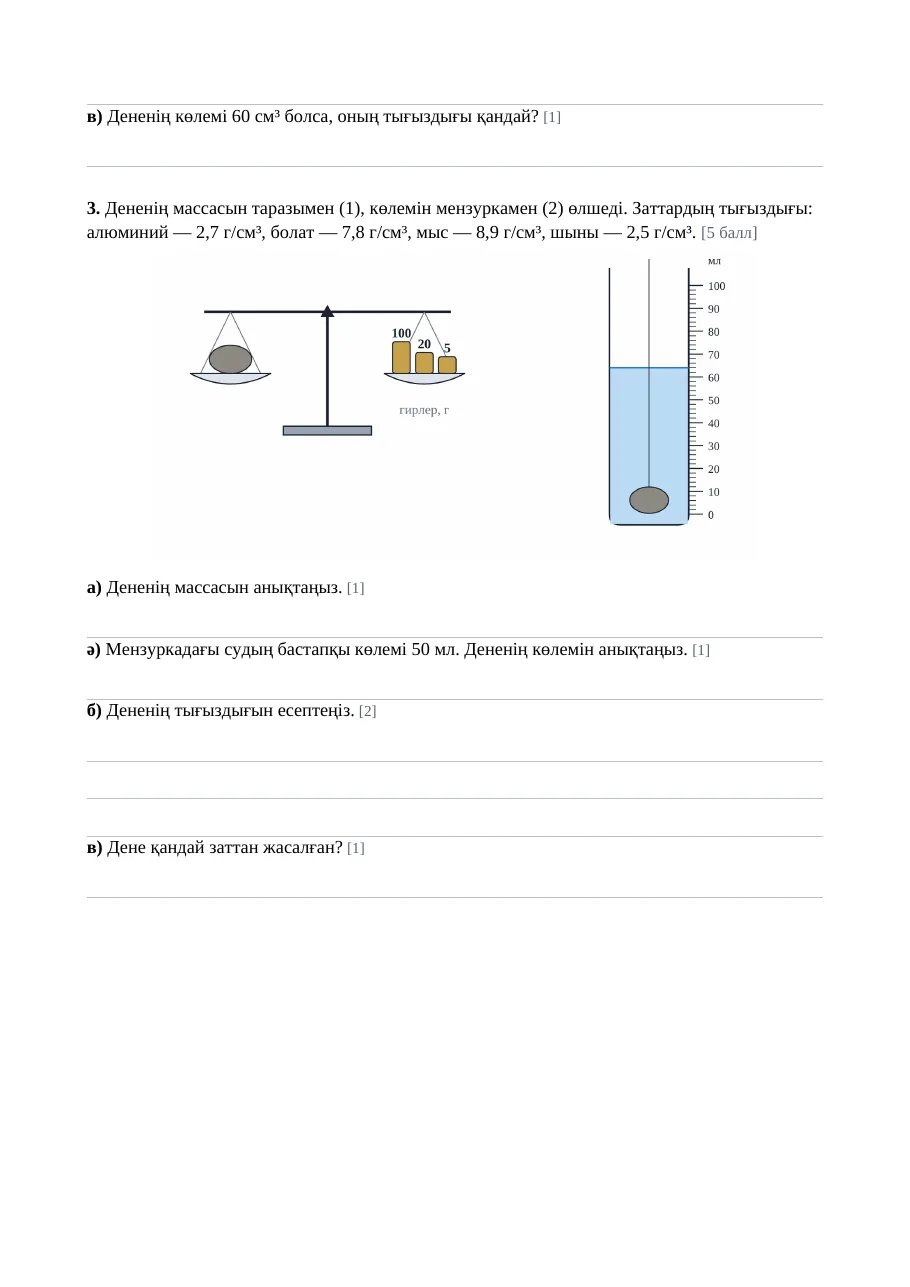 в) Дененің көлемі 60 см³ болса, оның тығыздығы қандай? [1]
3. Дененің массасын таразымен (1), көлемін мензуркамен (2) өлшеді. Заттардың тығыздығы:
алюминий — 2,7 г/см³, болат — 7,8 г/см³, мыс — 8,9 г/см³, шыны — 2,5 г/см³. [5 балл]
100
20
5
гирлер, г
мл
100
90
80
70
60
50
40
30
20
10
0
а) Дененің массасын анықтаңыз. [1]
ә) Мензуркадағы судың бастапқы көлемі 50 мл. Дененің көлемін анықтаңыз. [1]
б) Дененің тығыздығын есептеңіз. [2]
в) Дене қандай заттан жасалған? [1]